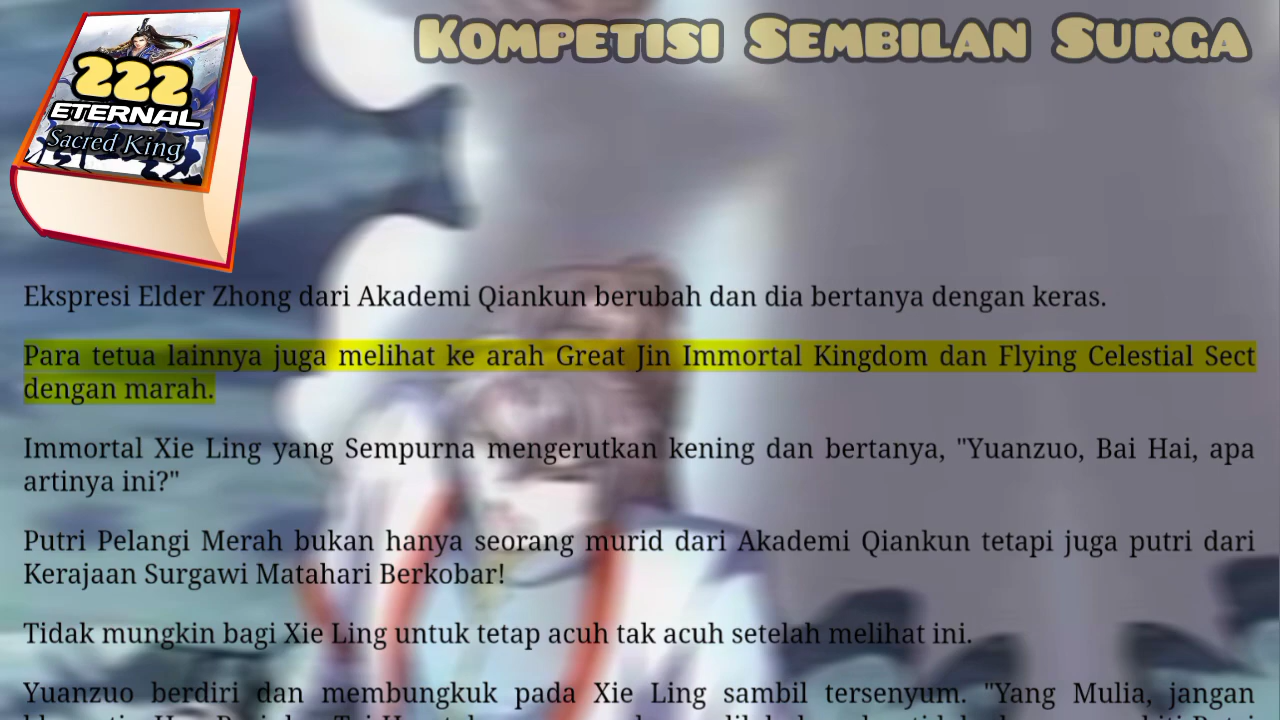 Kompetisi Sembilan Surga
222
ETERNAL
Sacred King
Ekspresi Elder Zhong dari Akademi Qiankun berubah dan dia bertanya dengan keras.
Para tetua lainnya juga melihat ke arah Great Jin Immortal Kingdom dan Flying Celestial Sect
dengan marah.
Immortal Xie Ling yang Sempurna mengerutkan kening dan bertanya, "Yuanzuo, Bai Hai, apa
artinya ini?"
Putri Pelangi Merah bukan hanya seorang murid dari Akademi Qiankun tetapi juga putri dari
Kerajaan Surgawi Matahari Berkobar!
Tidak mungkin bagi Xie Ling untuk tetap acuh tak acuh setelah melihat ini.
Yuanzuo berdiri dan membungkuk pada Xie Ling sambil tersenyum. "Yang Mulia, jangan